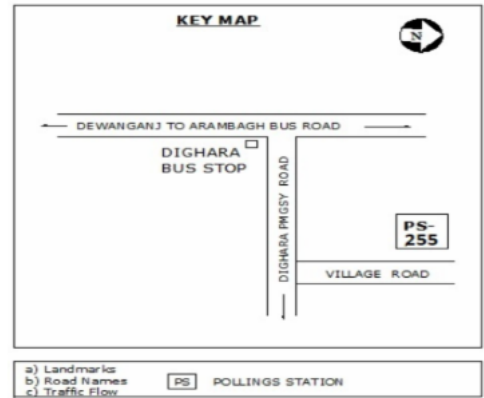 KEY MAP
N
DEWANGANJ TO ARAMBAGH BUS ROAD
DIGHARA
BUS STOP
DIGHARA PMGSY ROAD
PS-
255
VILLAGE ROAD
a) Landmarks
b) Road Names
c) Traffic Flow
PS
POLLINGS STATION